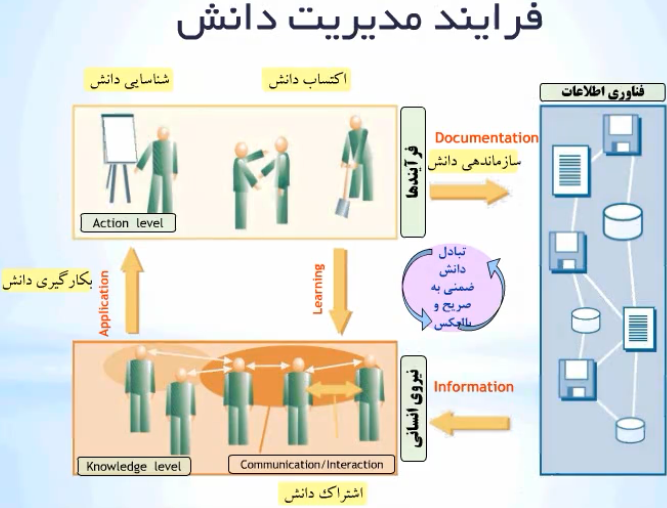 فرایند مدیریت دانش
شناسایی دانش
اکتساب دانش
فناوری اطلاعات
Action level
فرآیندها
Documentation
سازماندهی دانش
بکارگیری دانش
Application
Learning
تبادل
دانش
ضمنی به
صریح و
بالعکس
Knowledge level
Communication/Interaction
نیروی انسانی
Information
اشتراک دانش